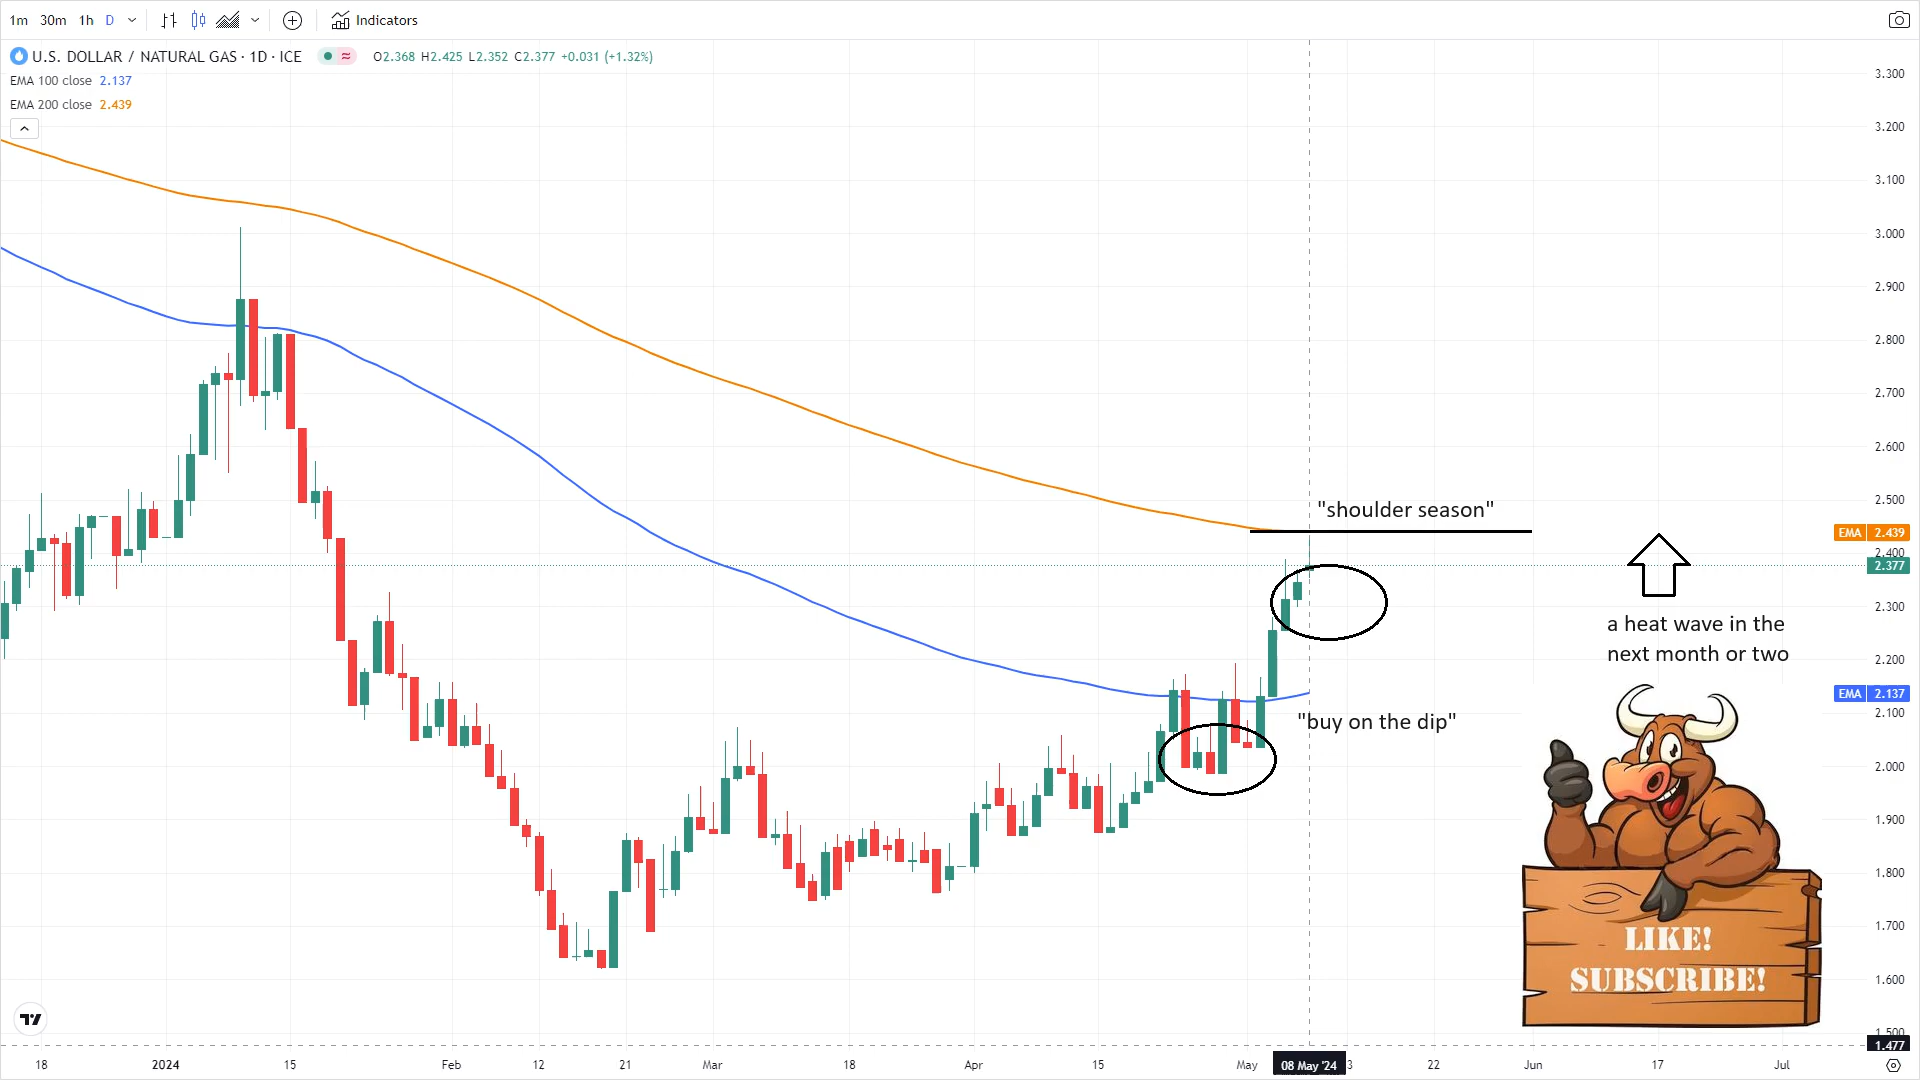 1m 30m 1h D Indicators
U.S. DOLLAR / NATURAL GAS · 1D · ICE O2.368 H2.425 L2.352 C2.377 +0.031 (+1.32%)
EMA 100 close 2.137
EMA 200 close 2.439
3.300
3.200
3.100
3.000
2.900
2.800
2.700
2.600
2.500
"shoulder season"
EMA 2.439
2.400
2.377
2.300
a heat wave in the
next month or two
2.200
EMA 2.137
2.100
"buy on the dip"
2.000
1.900
1.800
1.700
LIKE!
SUBSCRIBE!
1.600
1.500
1.477
18 2024 15 Feb 12 21 Mar 18 Apr 15 May 08 May '24 3 22 Jun 17 Jul